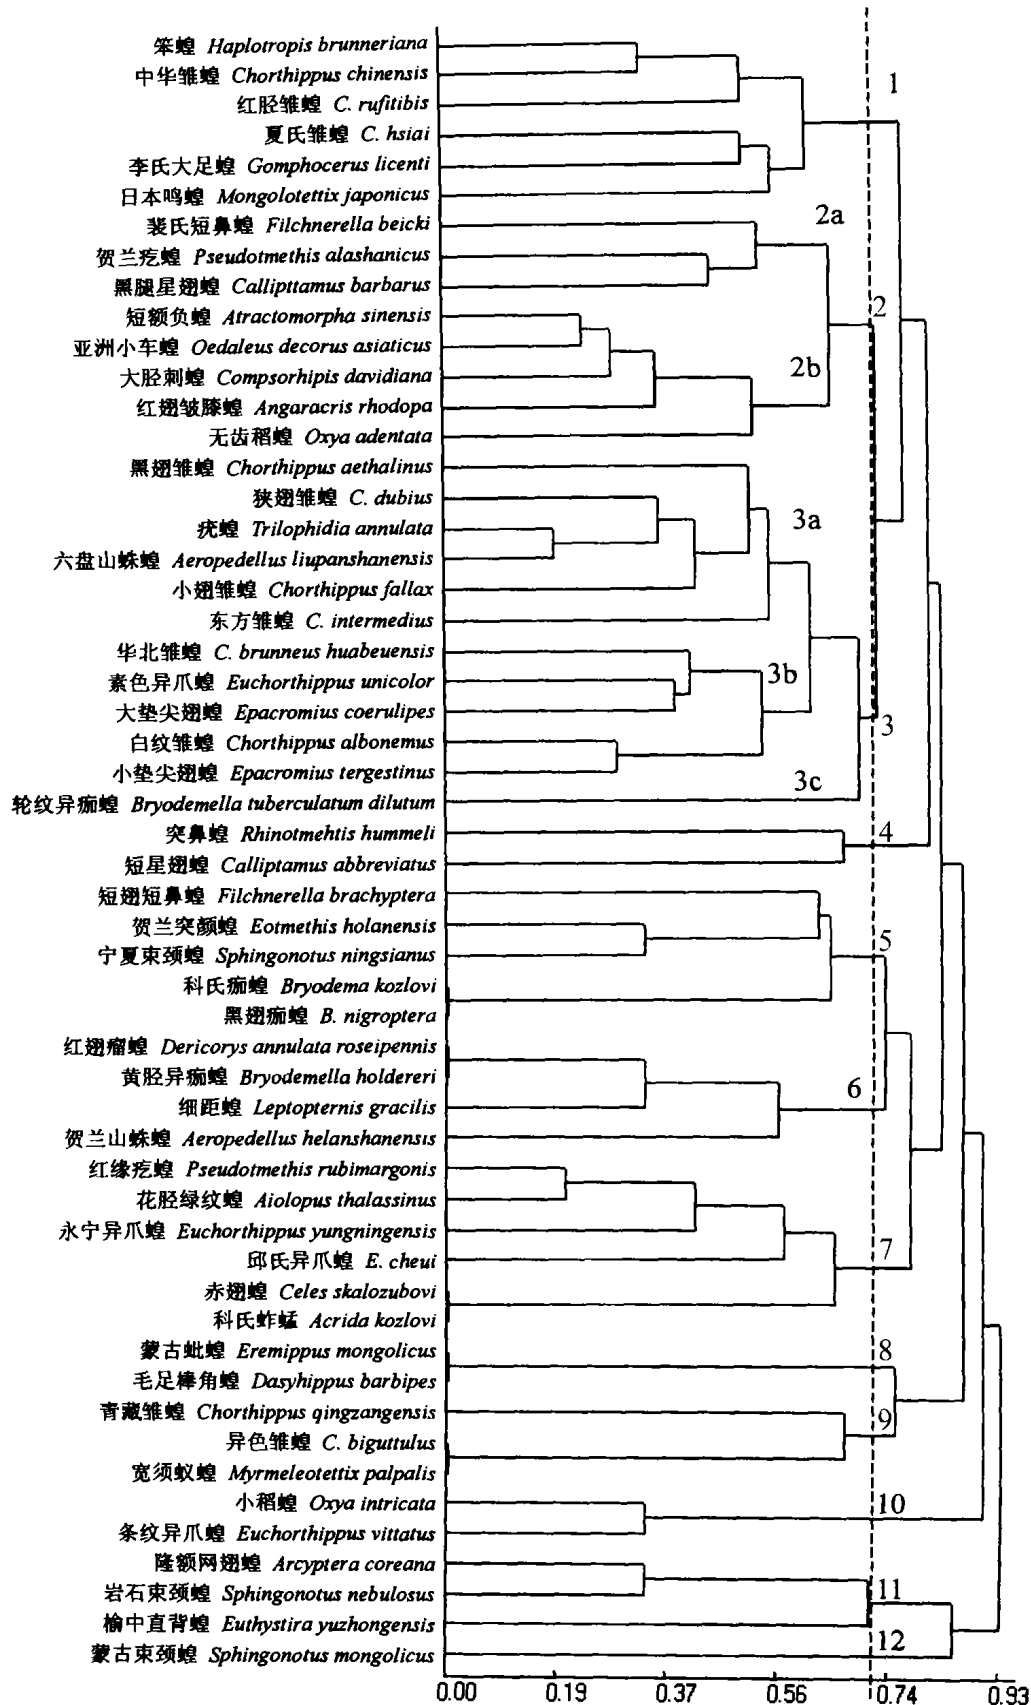 笨蝗 Haplotropis brunneriana
中华雏蝗 Chorthippus chinensis
1
红胫雏蝗 C. rufitibis
夏氏雏蝗 C. hsiai
李氏大足蝗 Gomphocerus licenti
日本鸣蝗 Mongolotettix japonicus
2a
裴氏短鼻蝗 Filchnerella beicki
贺兰疙蝗 Pseudotmethis alashanicus
黑腿星翅蝗 Callipttamus barbarus
2
短额负蝗 Atractomorpha sinensis
亚洲小车蝗 Oedaleus decorus asiaticus
2b
大胫刺蝗 Compsorhipis davidiana
红翅皱膝蝗 Angaracris rhodopa
无齿稻蝗 Oxya adentata
黑翅雏蝗 Chorthippus aethalinus
狭翅雏蝗 C. dubius
3a
疣蝗 Trilophidia annulata
六盘山蛛蝗 Aeropedellus liupanshanensis
小翅雏蝗 Chorthippus fallax
东方雏蝗 C. intermedius
华北雏蝗 C. brunneus huabeuensis
3b
素色异爪蝗 Euchorthippus unicolor
大垫尖翅蝗 Epacromius coerulipes
3
白纹雏蝗 Chorthippus albonemus
小垫尖翅蝗 Epacromius tergestinus
3c
轮纹异痂蝗 Bryodemella tuberculatum dilutum
突鼻蝗 Rhinotmehtis hummeli
4
短星翅蝗 Calliptamus abbreviatus
短翅短鼻蝗 Filchnerella brachyptera
贺兰突颜蝗 Eotmethis holanensis
5
宁夏束颈蝗 Sphingonotus ningsianus
科氏痂蝗 Bryodema kozlovi
黑翅痂蝗 B. nigroptera
红翅瘤蝗 Dericorys annulata roseipennis
黄胫异痂蝗 Bryodemella holdereri
6
细距蝗 Leptopternis gracilis
贺兰山蛛蝗 Aeropedellus helanshanensis
红缘疙蝗 Pseudotmethis rubimargonis
花胫绿纹蝗 Aiolopus thalassinus
永宁异爪蝗 Euchorthippus yungningensis
7
邱氏异爪蝗 E. cheui
赤翅蝗 Celes skalozubovi
科氏蚱蜢 Acrida kozlovi
蒙古蚍蝗 Eremippus mongolicus
8
毛足棒角蝗 Dasyhippus barbipes
青藏雏蝗 Chorthippus qingzangensis
9
异色雏蝗 C. biguttulus
宽须蚁蝗 Myrmeleotettix palpalis
小稻蝗 Oxya intricata
10
条纹异爪蝗 Euchorthippus vittatus
隆额网翅蝗 Arcyptera coreana
11
岩石束颈蝗 Sphingonotus nebulosus
榆中直背蝗 Euthystira yuzhongensis
12
蒙古束颈蝗 Sphingonotus mongolicus
0.00 0.19 0.37 0.56 0.74 0.93